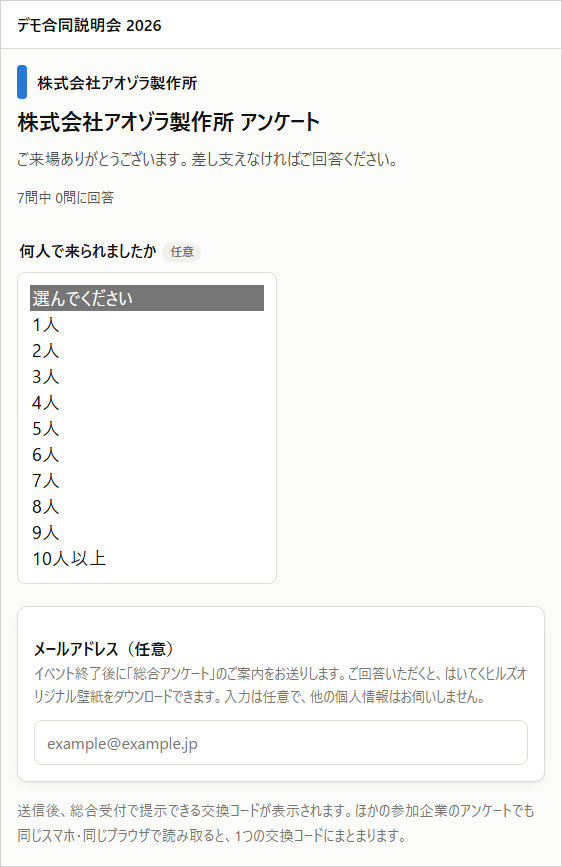 デモ合同説明会 2026
株式会社アオゾラ製作所
株式会社アオゾラ製作所 アンケート
ご来場ありがとうございます。差し支えなければご回答ください。
7問中 0問に回答
何人で来られましたか 任意
選んでください
1人
2人
3人
4人
5人
6人
7人
8人
9人
10人以上
メールアドレス（任意）
イベント終了後に「総合アンケート」のご案内をお送りします。ご回答いただくと、はいてくヒルズオ
リジナル壁紙をダウンロードできます。入力は任意で、他の個人情報はお伺いしません。
example@example.jp
送信後、総合受付で提示できる交換コードが表示されます。ほかの参加企業のアンケートでも
同じスマホ・同じブラウザで読み取ると、1つの交換コードにまとまります。